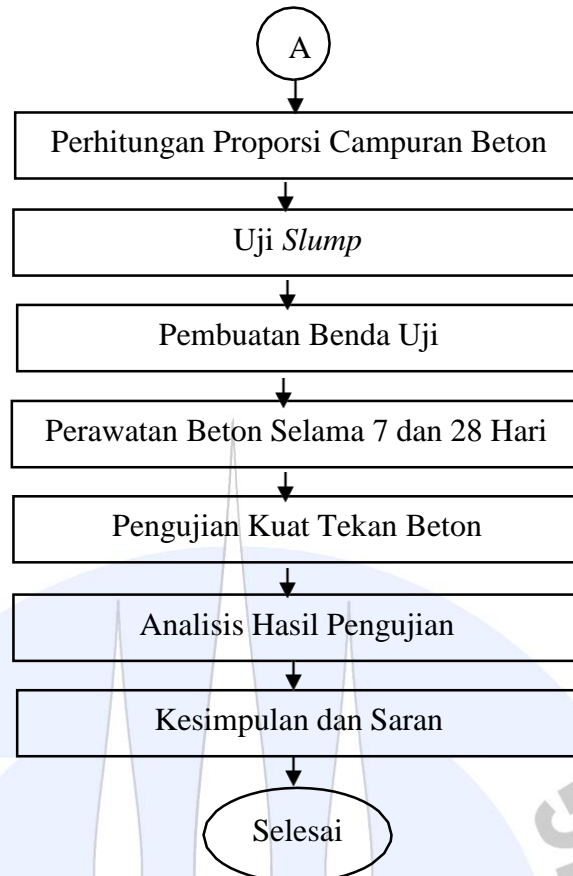 A
Perhitungan Proporsi Campuran Beton
Uji Slump
Pembuatan Benda Uji
Perawatan Beton Selama 7 dan 28 Hari
Pengujian Kuat Tekan Beton
Analisis Hasil Pengujian
Kesimpulan dan Saran
Selesai